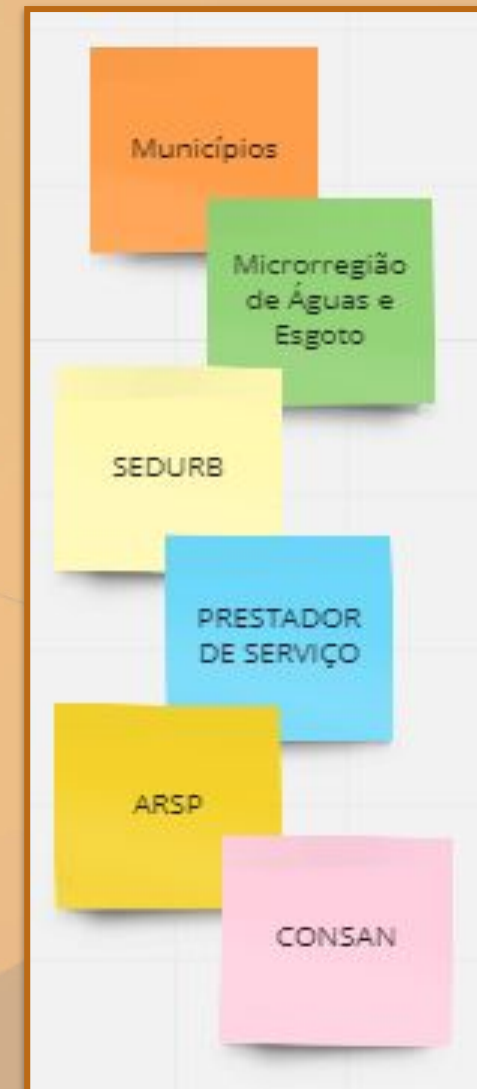 Municípios
Microrregião
de Águas e
Esgoto
SEDURB
PRESTADOR
DE SERVIÇO
ARSP
CONSAN